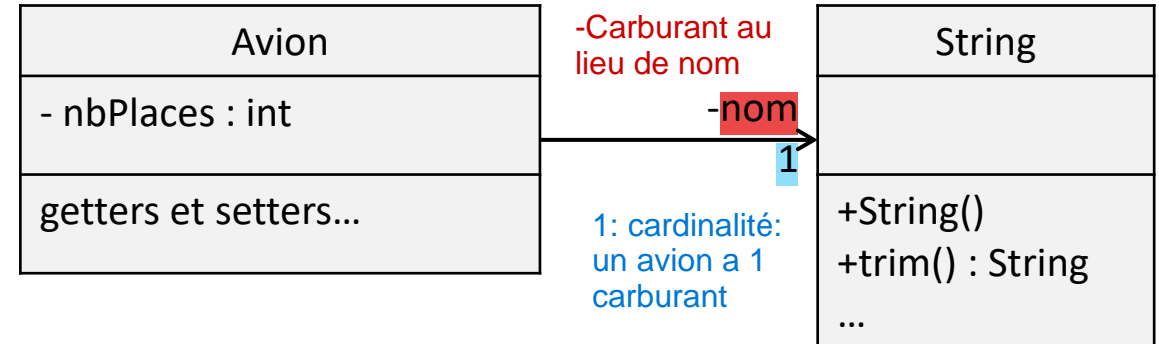 Avion
- nbPlaces : int
getters et setters…
-Carburant au
lieu de nom
-nom
1
1: cardinalité:
un avion a 1
carburant
String
+String()
+trim() : String
…